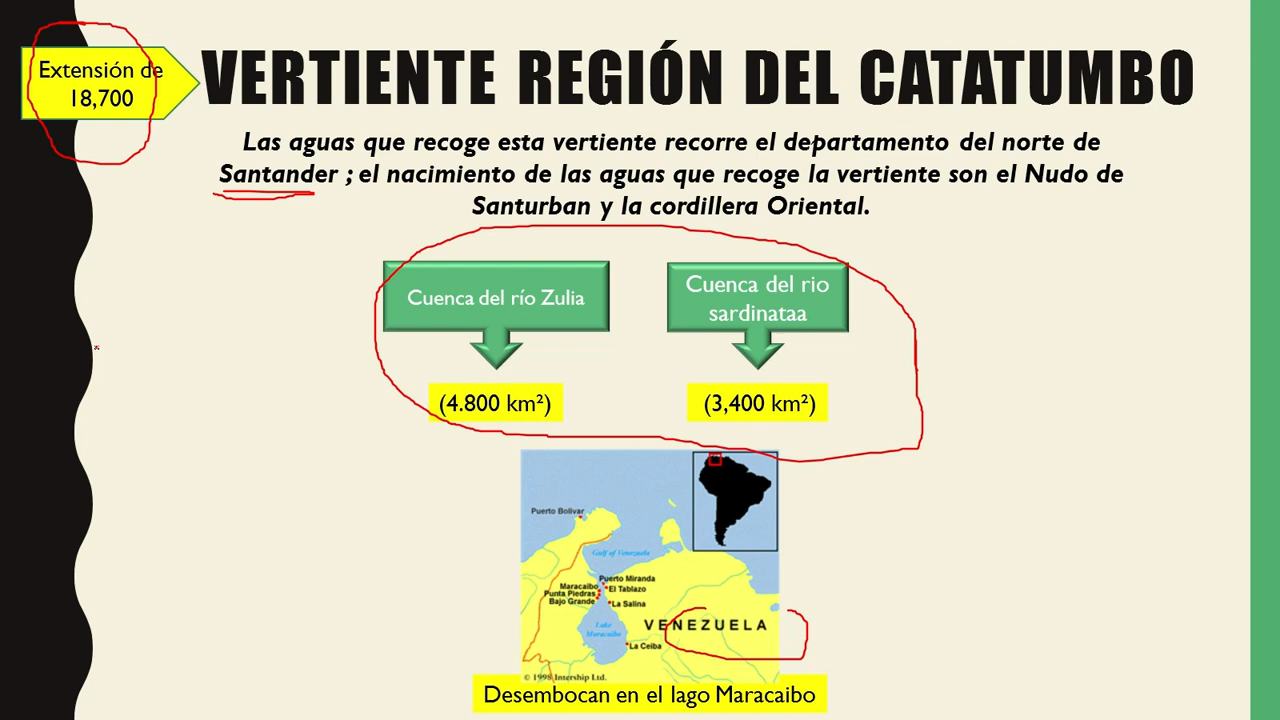 Extensión de
18,700
VERTIENTE REGIÓN DEL CATATUMBO
Las aguas que recoge esta vertiente recorre el departamento del norte de
Santander ; el nacimiento de las aguas que recoge la vertiente son el Nudo de
Santurban y la cordillera Oriental.
Cuenca del río Zulia
Cuenca del rio
sardinataa
(4.800 km²)
(3,400 km²)
Puerto Bolivar
Gulf of Venezuela
Puerto Miranda
Maracaibo
El Tablazo
Punta Piedras
Bajo Grande
La Salina
Lake
Maracaibo
VENEZUELA
La Ceiba
© 1998 Intership Ltd.
Desembocan en el lago Maracaibo